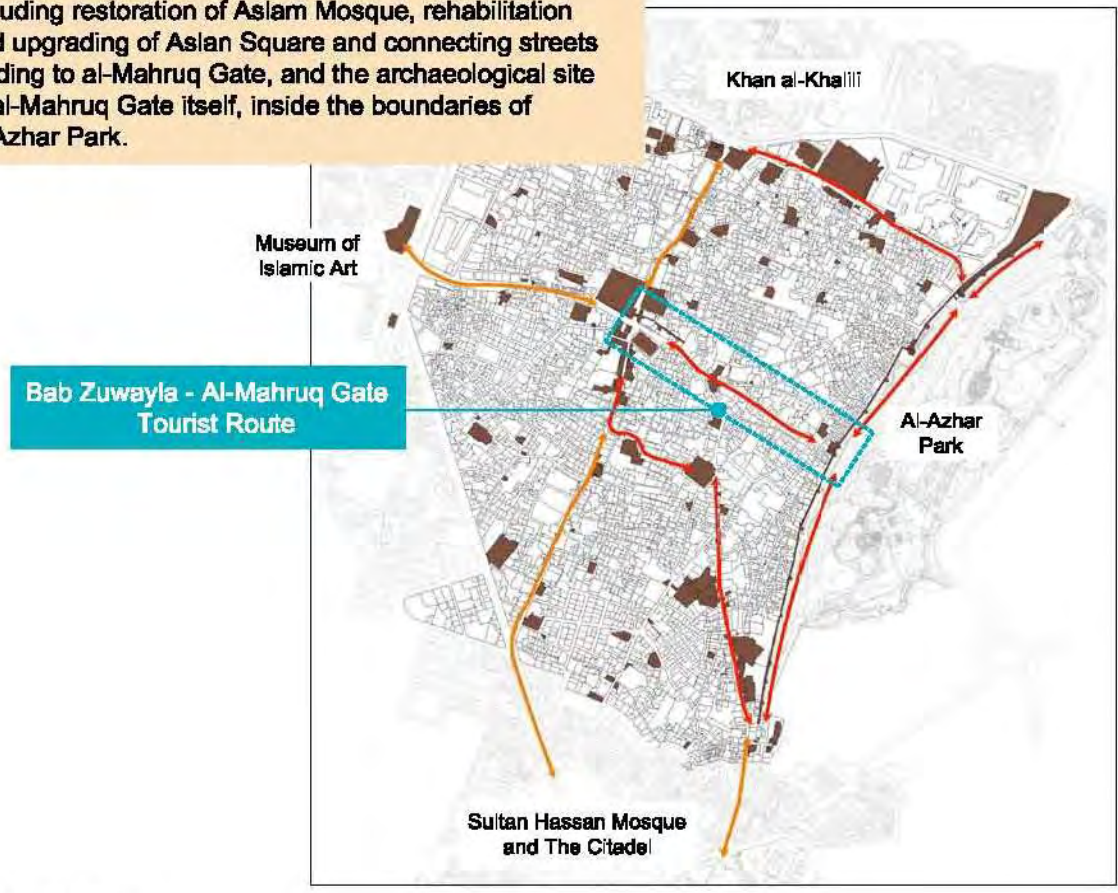 uding restoration of Aslam Mosque, rehabilitation
upgrading of Aslan Square and connecting streets
ding to al-Mahruq Gate, and the archaeological site
al-Mahruq Gate itself, inside the boundaries of
Azhar Park.
Khan al-Khalili
Museum of
Islamic Art
Bab Zuwayla - Al-Mahruq Gate
Tourist Route
Al-Azhar
Park
Sultan Hassan Mosque
and The Citadel